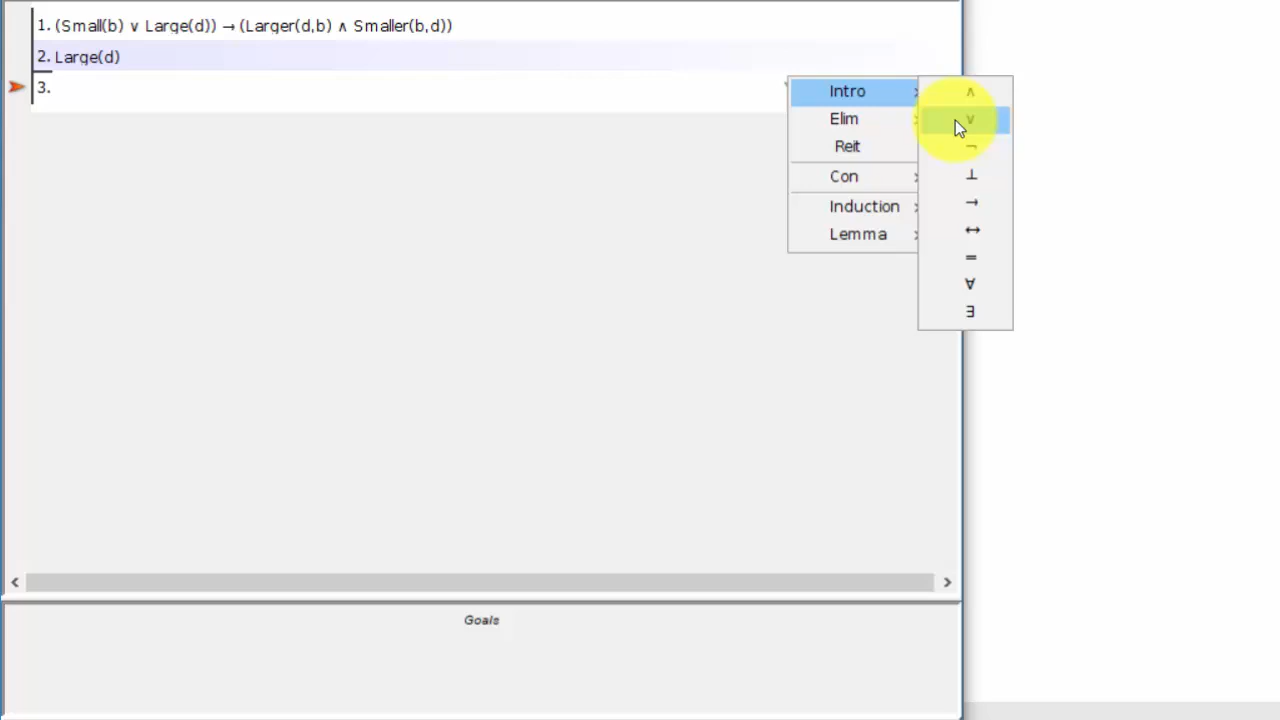 1. (Small(b) ∨ Large(d)) → (Larger(d,b) ∧ Smaller(b,d))
2. Large(d)
3.
Intro
Elim
Reit
Con
Induction
Lemma
∧
∨
¬
⊥
→
↔
=
∀
∃
Goals